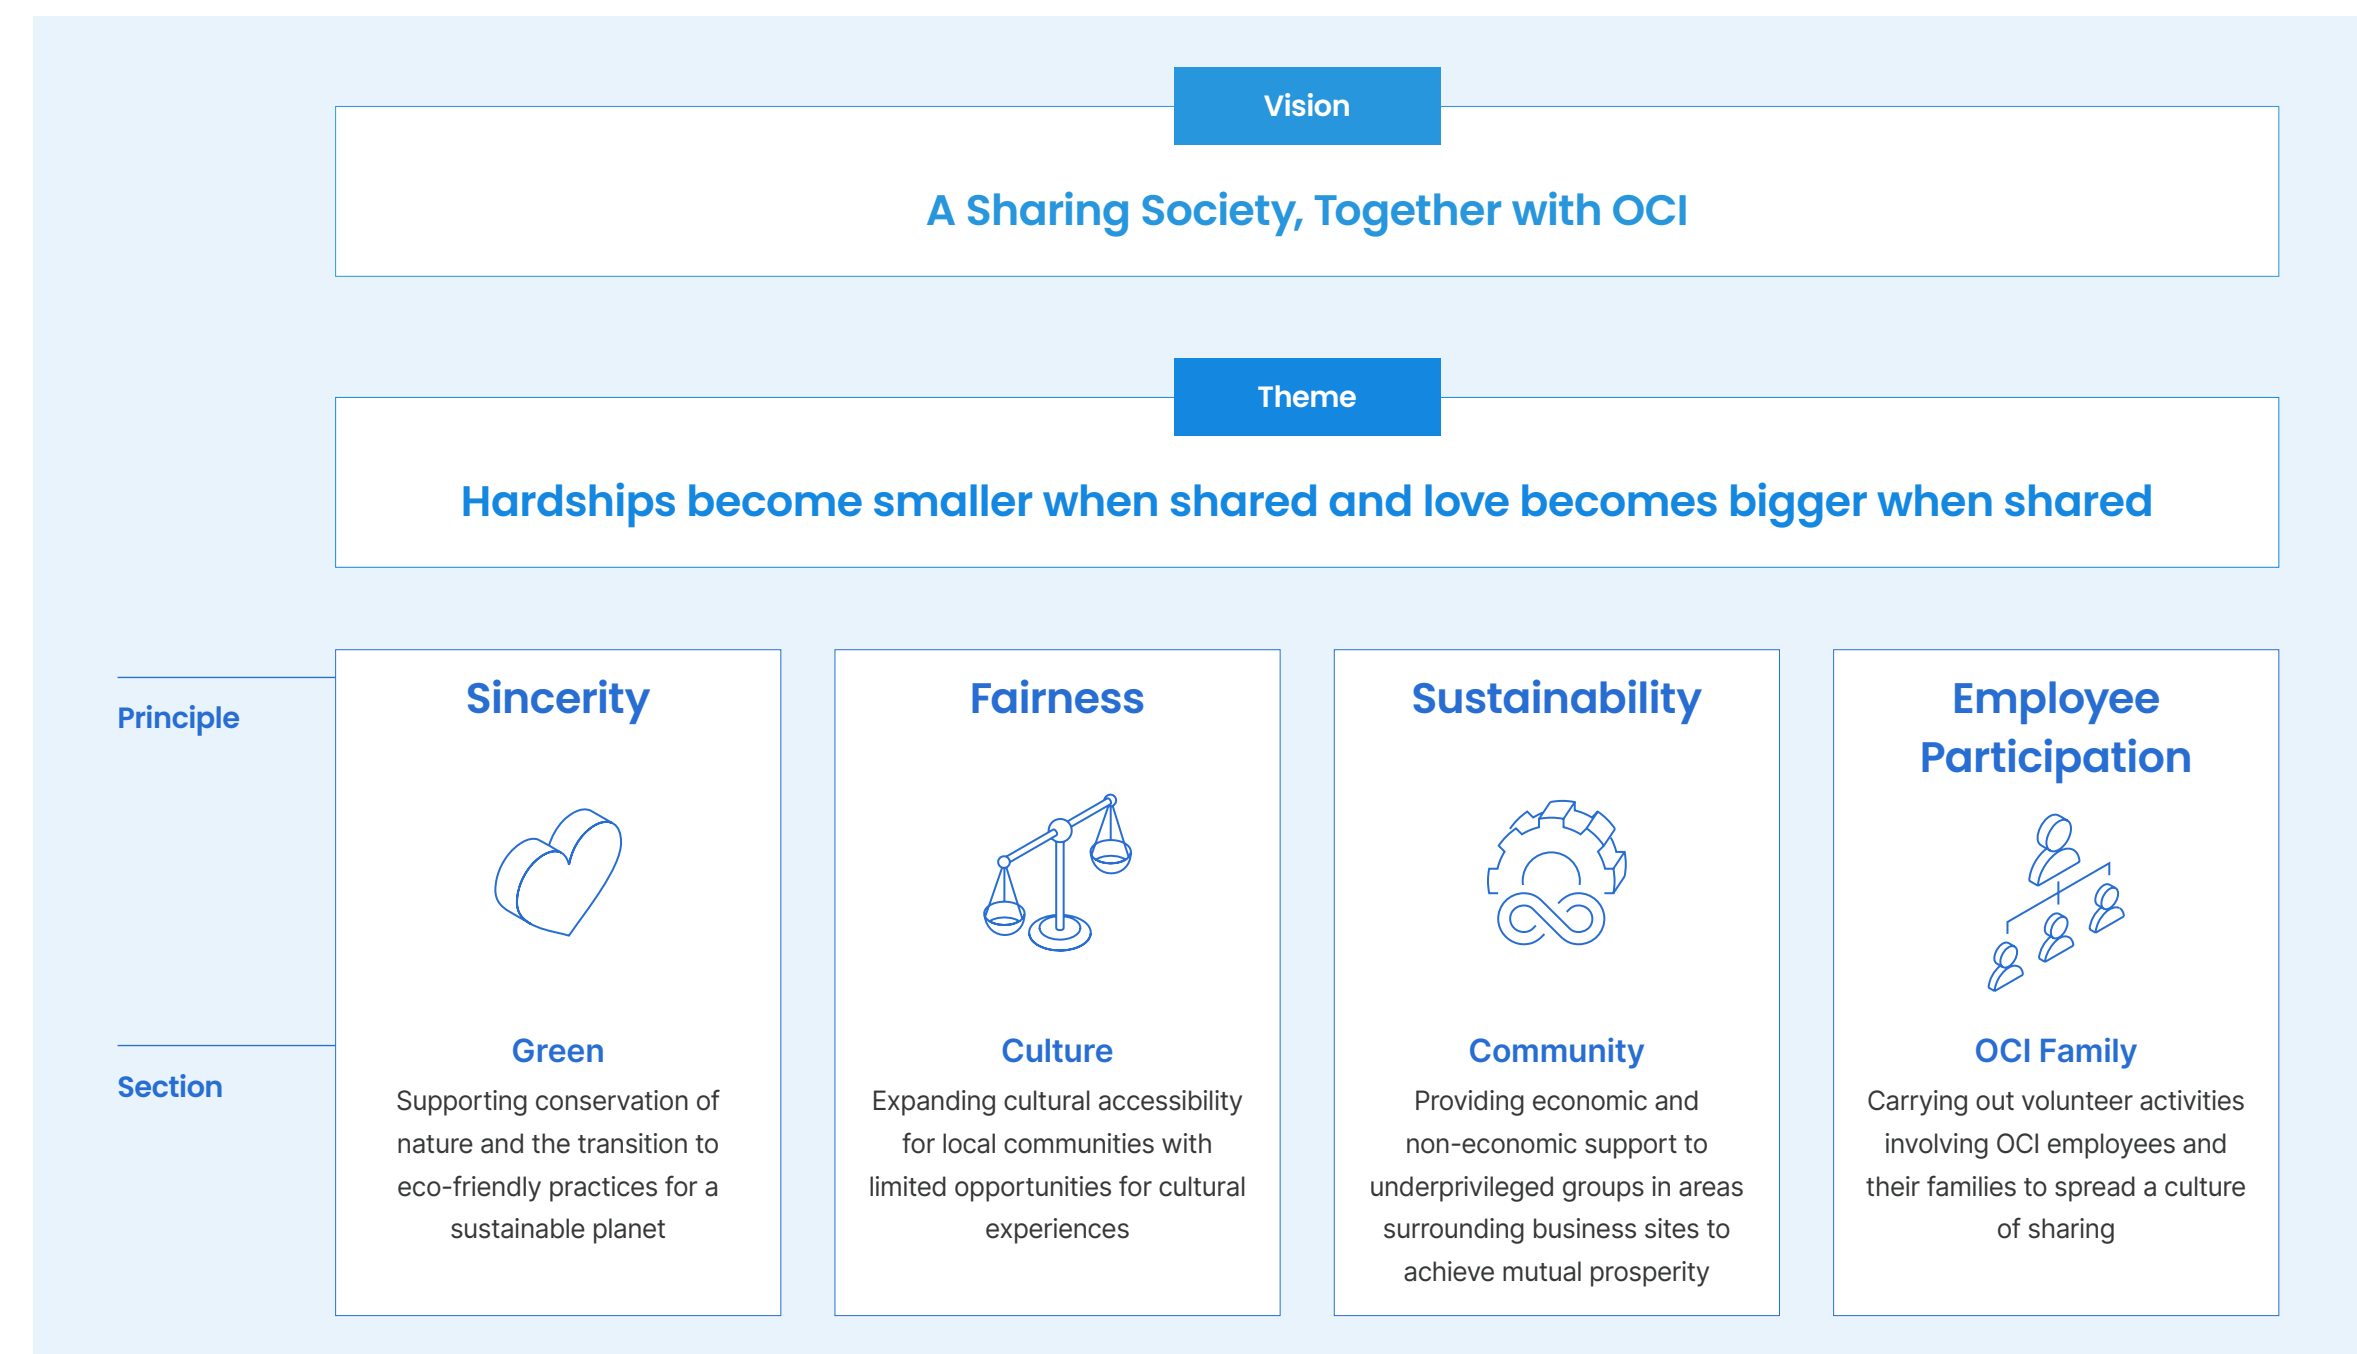 Vision
A Sharing Society, Together with OCI
Theme
Hardships become smaller when shared and love becomes bigger when shared
Principle
Sincerity
Fairness
Sustainability
Employee
Participation
Section
Green
Supporting conservation of
nature and the transition to
eco-friendly practices for a
sustainable planet
Culture
Expanding cultural accessibility
for local communities with
limited opportunities for cultural
experiences
Community
Providing economic and
non-economic support to
underprivileged groups in areas
surrounding business sites to
achieve mutual prosperity
OCI Family
Carrying out volunteer activities
involving OCI employees and
their families to spread a culture
of sharing